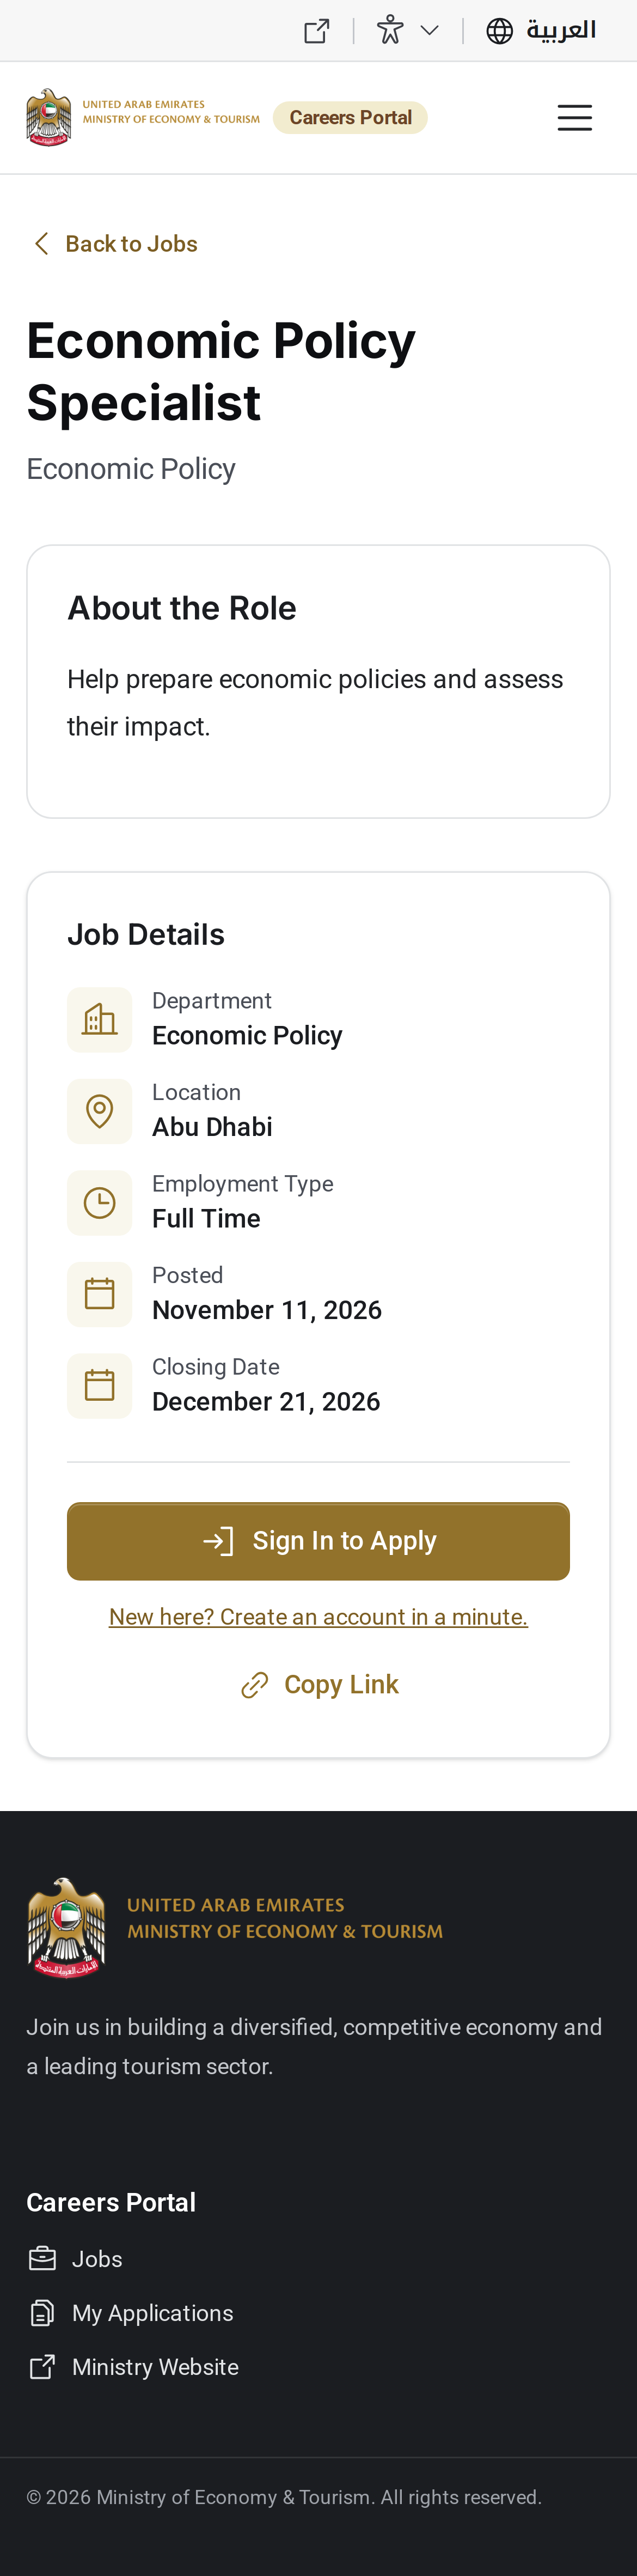 العربية
UNITED ARAB EMIRATES
MINISTRY OF ECONOMY & TOURISM
Careers Portal
Back to Jobs
Economic Policy
Specialist
Economic Policy
About the Role
Help prepare economic policies and assess
their impact.
Job Details
Department
Economic Policy
Location
Abu Dhabi
Employment Type
Full Time
Posted
November 11, 2026
Closing Date
December 21, 2026
Sign In to Apply
New here? Create an account in a minute.
Copy Link
UNITED ARAB EMIRATES
MINISTRY OF ECONOMY & TOURISM
Join us in building a diversified, competitive economy and
a leading tourism sector.
Careers Portal
Jobs
My Applications
Ministry Website
© 2026 Ministry of Economy & Tourism. All rights reserved.